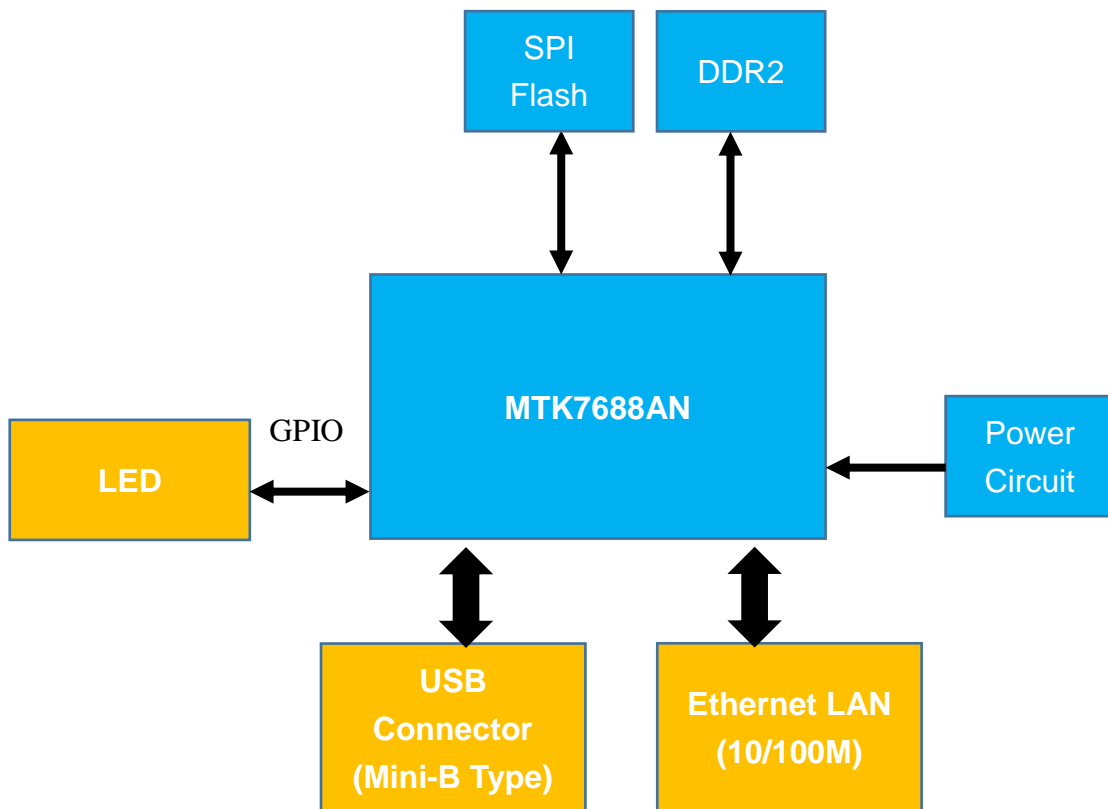 SPI
Flash
DDR2
MTK7688AN
GPIO
LED
Power
Circuit
USB
Connector
(Mini-B Type)
Ethernet LAN
(10/100M)